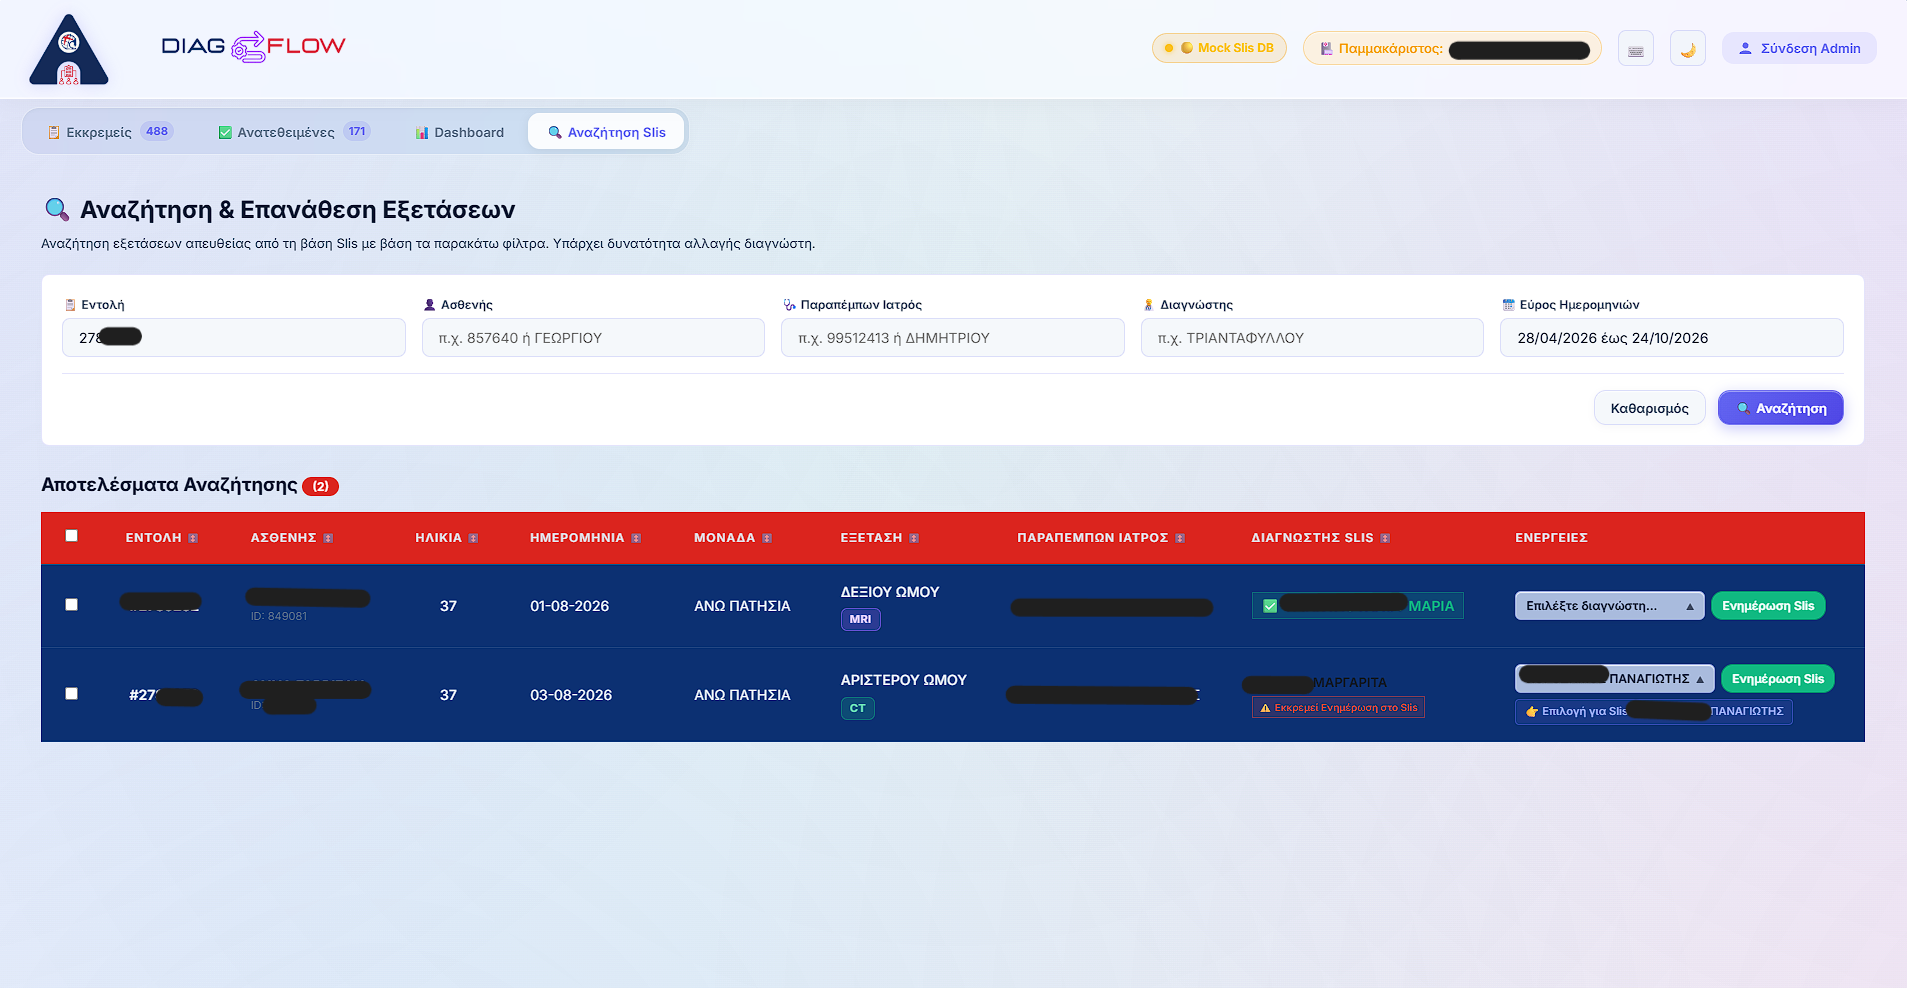 DIAG FLOW
Mock Slis DB
Παμμακάριστος:
Σύνδεση Admin
Εκκρεμείς 488
Ανατεθειμένες 171
Dashboard
Αναζήτηση Slis
Αναζήτηση & Επανάθεση Εξετάσεων
Αναζήτηση εξετάσεων απευθείας από τη βάση Slis με βάση τα παρακάτω φίλτρα. Υπάρχει δυνατότητα αλλαγής διαγνώστη.
Εντολή
Ασθενής
Παραπέμπων Ιατρός
Διαγνώστης
Εύρος Ημερομηνιών
278
π.χ. 857640 ή ΓΕΩΡΓΙΟΥ
π.χ. 99512413 ή ΔΗΜΗΤΡΙΟΥ
π.χ. ΤΡΙΑΝΤΑΦΥΛΛΟΥ
28/04/2026 έως 24/10/2026
Καθαρισμός
Αναζήτηση
Αποτελέσματα Αναζήτησης (2)
ΕΝΤΟΛΗ ΑΣΘΕΝΗΣ ΗΛΙΚΙΑ ΗΜΕΡΟΜΗΝΙΑ ΜΟΝΑΔΑ ΕΞΕΤΑΣΗ ΠΑΡΑΠΕΜΠΩΝ ΙΑΤΡΟΣ ΔΙΑΓΝΩΣΤΗΣ SLIS ΕΝΕΡΓΕΙΕΣ
ID: 849081
37
01-08-2026
ΑΝΩ ΠΑΤΗΣΙΑ
ΔΕΞΙΟΥ ΩΜΟΥ
MRI
ΜΑΡΙΑ
Επιλέξτε διαγνώστη...
Ενημέρωση Slis
#27
ID
37
03-08-2026
ΑΝΩ ΠΑΤΗΣΙΑ
ΑΡΙΣΤΕΡΟΥ ΩΜΟΥ
CT
ΜΑΡΓΑΡΙΤΑ
Εκκρεμεί Ενημέρωση στο Slis
ΠΑΝΑΓΙΩΤΗΣ
Ενημέρωση Slis
Επιλογή για Slis ΠΑΝΑΓΙΩΤΗΣ